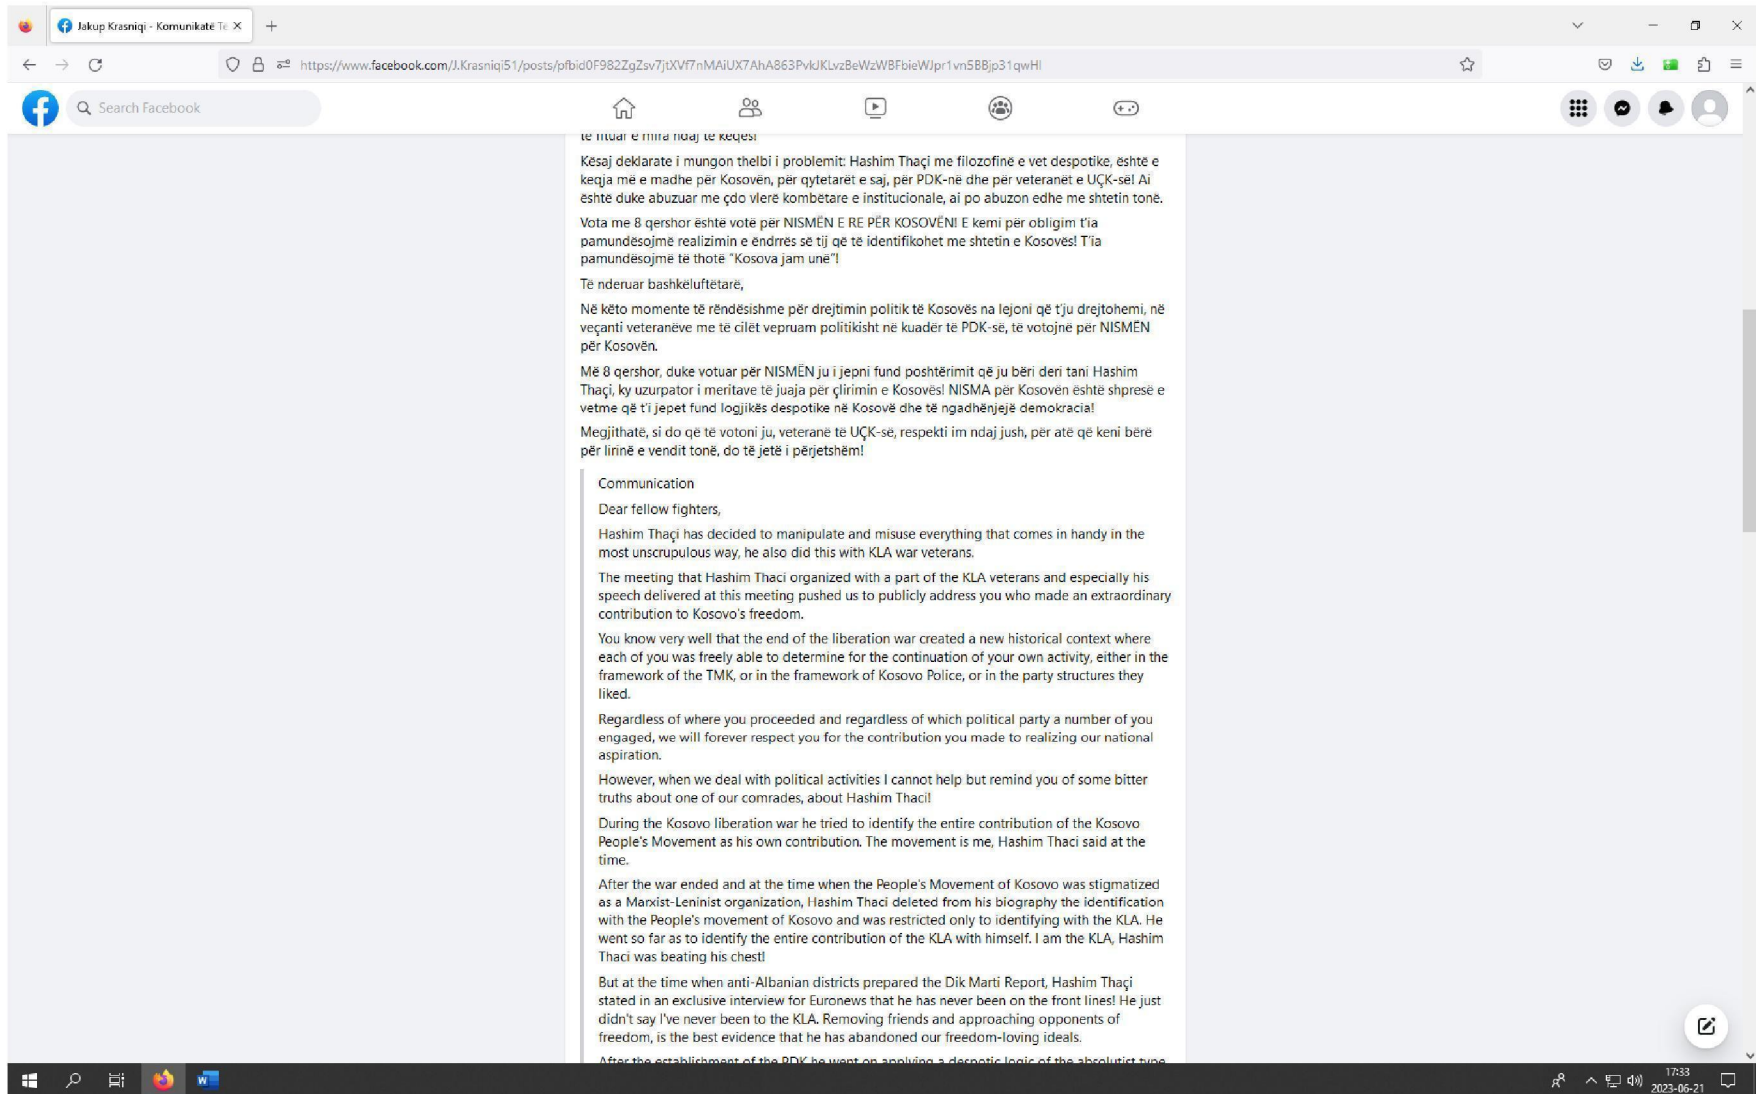 Jakup Krasniqi - Komunikatë Të
https://www.facebook.com/J.Krasniqi51/posts/pfbid0F982ZgZsv7jtXVf7nMAiUX7AhA863PvkJKLvzBeWzWBFbieWJpr1vn5BBjp31qwHl
Search Facebook
të ftuar e mira ndaj të keqes!
Kësaj deklarate i mungon thelbi i problemit: Hashim Thaçi me filozofinë e vet despotike, është e
keqja më e madhe për Kosovën, për qytetarët e saj, për PDK-në dhe për veteranët e UÇK-së! Ai
është duke abuzuar me çdo vlerë kombëtare e institucionale, ai po abuzon edhe me shtetin tonë.
Vota me 8 qershor është votë për NISMËN E RE PËR KOSOVËN! E kemi për obligim t'ia
pamundësojmë realizimin e ëndrrës së tij që të identifikohet me shtetin e Kosovës! T'ia
pamundësojmë të thotë "Kosova jam unë"!
Të nderuar bashkëluftëtarë,
Në këto momente të rëndësishme për drejtimin politik të Kosovës na lejoni që t'ju drejtohemi, në
veçanti veteranëve me të cilët vepruam politikisht në kuadër të PDK-së, të votojnë për NISMËN
për Kosovën.
Më 8 qershor, duke votuar për NISMËN ju i jepni fund poshtërimit që ju bëri deri tani Hashim
Thaçi, ky uzurpator i meritave të juaja për çlirimin e Kosovës! NISMA për Kosovën është shpresë e
vetme që t'i jepet fund logjikës despotike në Kosovë dhe të ngadhënjejë demokracia!
Megjithatë, si do që të votoni ju, veteranë të UÇK-së, respekti im ndaj jush, për atë që keni bërë
për lirinë e vendit tonë, do të jetë i përjetshëm!
Communication
Dear fellow fighters,
Hashim Thaçi has decided to manipulate and misuse everything that comes in handy in the
most unscrupulous way, he also did this with KLA war veterans.
The meeting that Hashim Thaci organized with a part of the KLA veterans and especially his
speech delivered at this meeting pushed us to publicly address you who made an extraordinary
contribution to Kosovo's freedom.
You know very well that the end of the liberation war created a new historical context where
each of you was freely able to determine for the continuation of your own activity, either in the
framework of the TMK, or in the framework of Kosovo Police, or in the party structures they
liked.
Regardless of where you proceeded and regardless of which political party a number of you
engaged, we will forever respect you for the contribution you made to realizing our national
aspiration.
However, when we deal with political activities I cannot help but remind you of some bitter
truths about one of our comrades, about Hashim Thaci!
During the Kosovo liberation war he tried to identify the entire contribution of the Kosovo
People's Movement as his own contribution. The movement is me, Hashim Thaci said at the
time.
After the war ended and at the time when the People's Movement of Kosovo was stigmatized
as a Marxist-Leninist organization, Hashim Thaci deleted from his biography the identification
with the People's movement of Kosovo and was restricted only to identifying with the KLA. He
went so far as to identify the entire contribution of the KLA with himself. I am the KLA, Hashim
Thaci was beating his chest!
But at the time when anti-Albanian districts prepared the Dik Marti Report, Hashim Thaçi
stated in an exclusive interview for Euronews that he has never been on the front lines! He just
didn't say I've never been to the KLA. Removing friends and approaching opponents of
freedom, is the best evidence that he has abandoned our freedom-loving ideals.
After the establishment of the PDK he went on applying a despotic logic of the absolutist type
17:33
2023-06-21